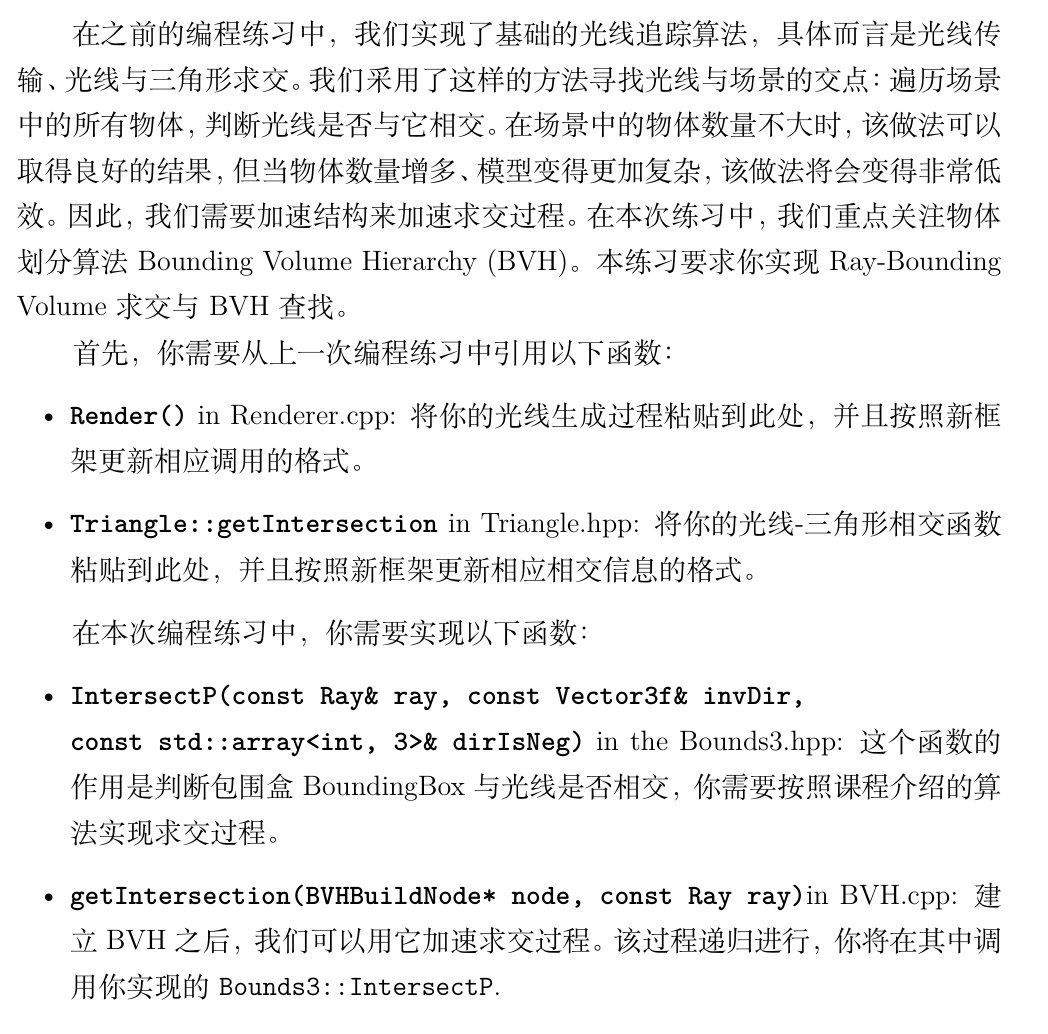 在之前的编程练习中，我们实现了基础的光线追踪算法，具体而言是光线传
输、光线与三角形求交。我们采用了这样的方法寻找光线与场景的交点：遍历场景
中的所有物体，判断光线是否与它相交。在场景中的物体数量不大时，该做法可以
取得良好的结果，但当物体数量增多、模型变得更加复杂，该做法将会变得非常低
效。因此，我们需要加速结构来加速求交过程。在本次练习中，我们重点关注物体
划分算法 Bounding Volume Hierarchy (BVH)。本练习要求你实现 Ray-Bounding
Volume 求交与 BVH 查找。
首先，你需要从上一次编程练习中引用以下函数：
• Render() in Renderer.cpp: 将你的光线生成过程粘贴到此处，并且按照新框
架更新相应调用的格式。
• Triangle::getIntersection in Triangle.hpp: 将你的光线-三角形相交函数
粘贴到此处，并且按照新框架更新相应相交信息的格式。
在本次编程练习中，你需要实现以下函数：
• IntersectP(const Ray& ray, const Vector3f& invDir,
const std::array<int, 3>& dirIsNeg) in the Bounds3.hpp: 这个函数的
作用是判断包围盒 BoundingBox 与光线是否相交，你需要按照课程介绍的算
法实现求交过程。
• getIntersection(BVHBuildNode* node, const Ray ray)in BVH.cpp: 建
立 BVH 之后，我们可以用它加速求交过程。该过程递归进行，你将在其中调
用你实现的 Bounds3::IntersectP.